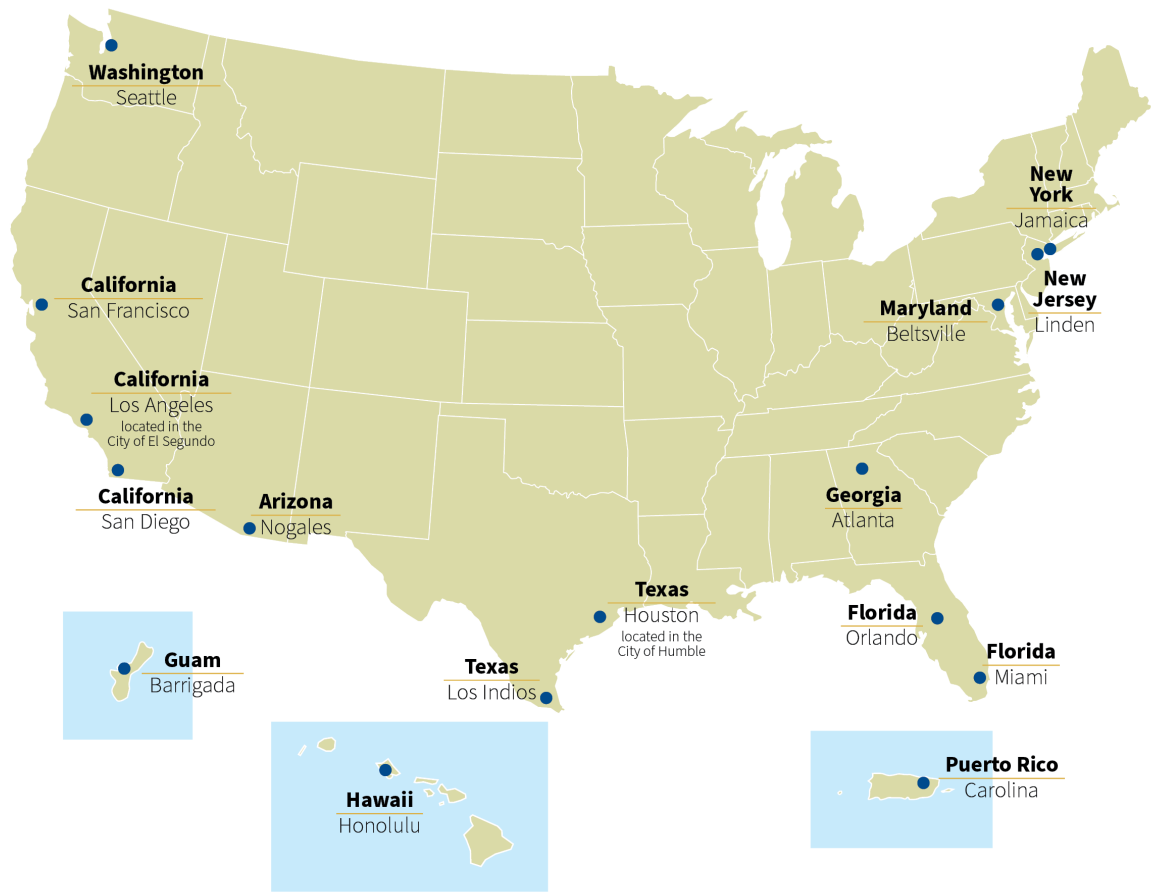 Washington
Seattle
New
York
Jamaica
California
San Francisco
New
Jersey
Linden
Maryland
Beltsville
California
Los Angeles
located in the
City of El Segundo
California
San Diego
Arizona
Nogales
Georgia
Atlanta
Texas
Houston
located in the
City of Humble
Florida
Orlando
Florida
Miami
Texas
Los Indios
Guam
Barrigada
Hawaii
Honolulu
Puerto Rico
Carolina